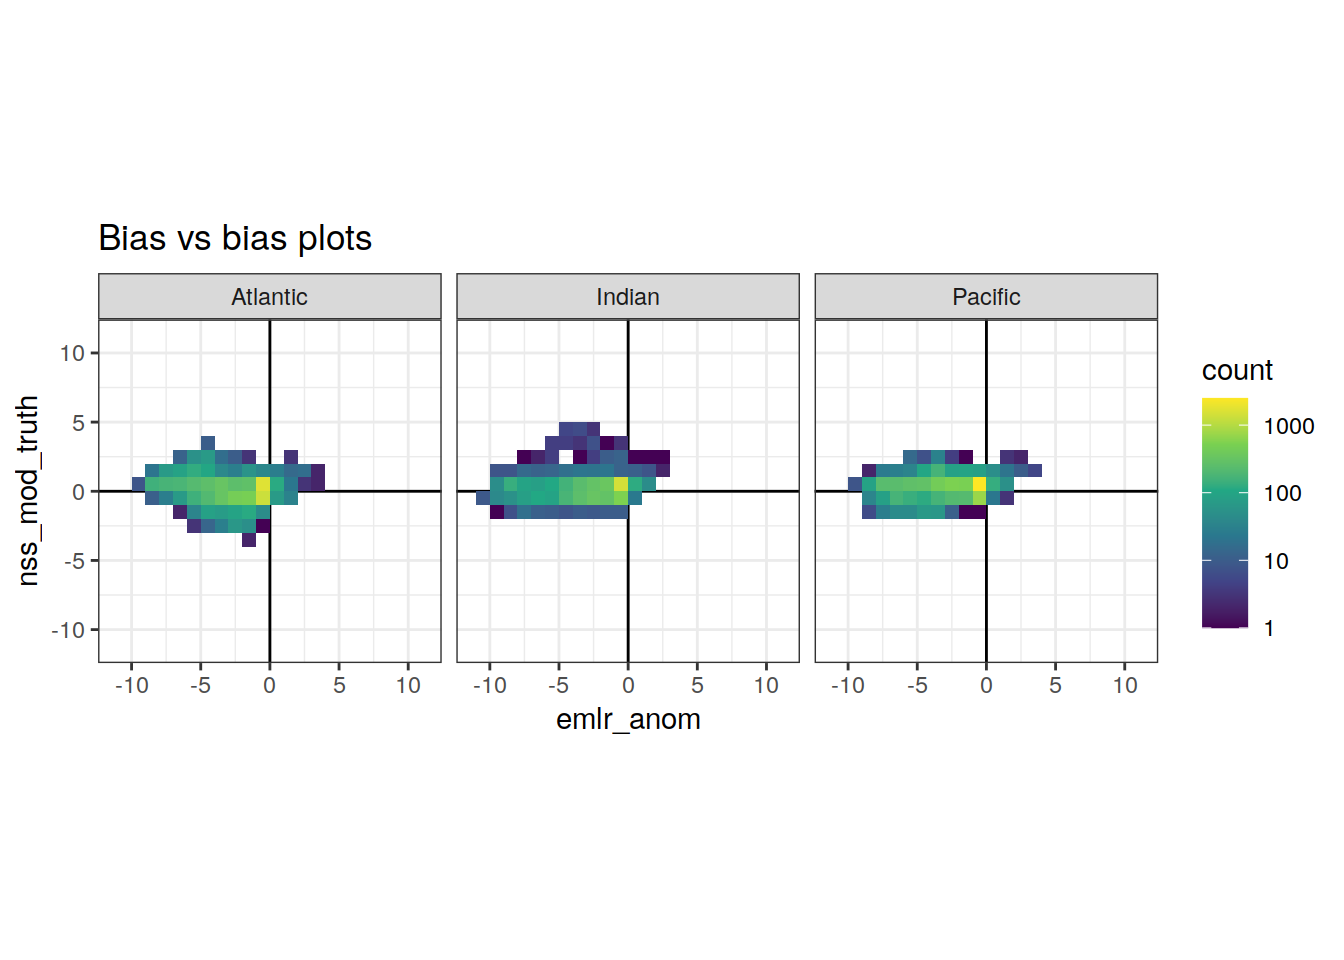 Bias vs bias plots
Atlantic Indian Pacific
nss_mod_truth
10
5
0
-5
-10
-10 -5 0 5 10 -10 -5 0 5 10 -10 -5 0 5 10
emlr_anom
count
1000
100
10
1